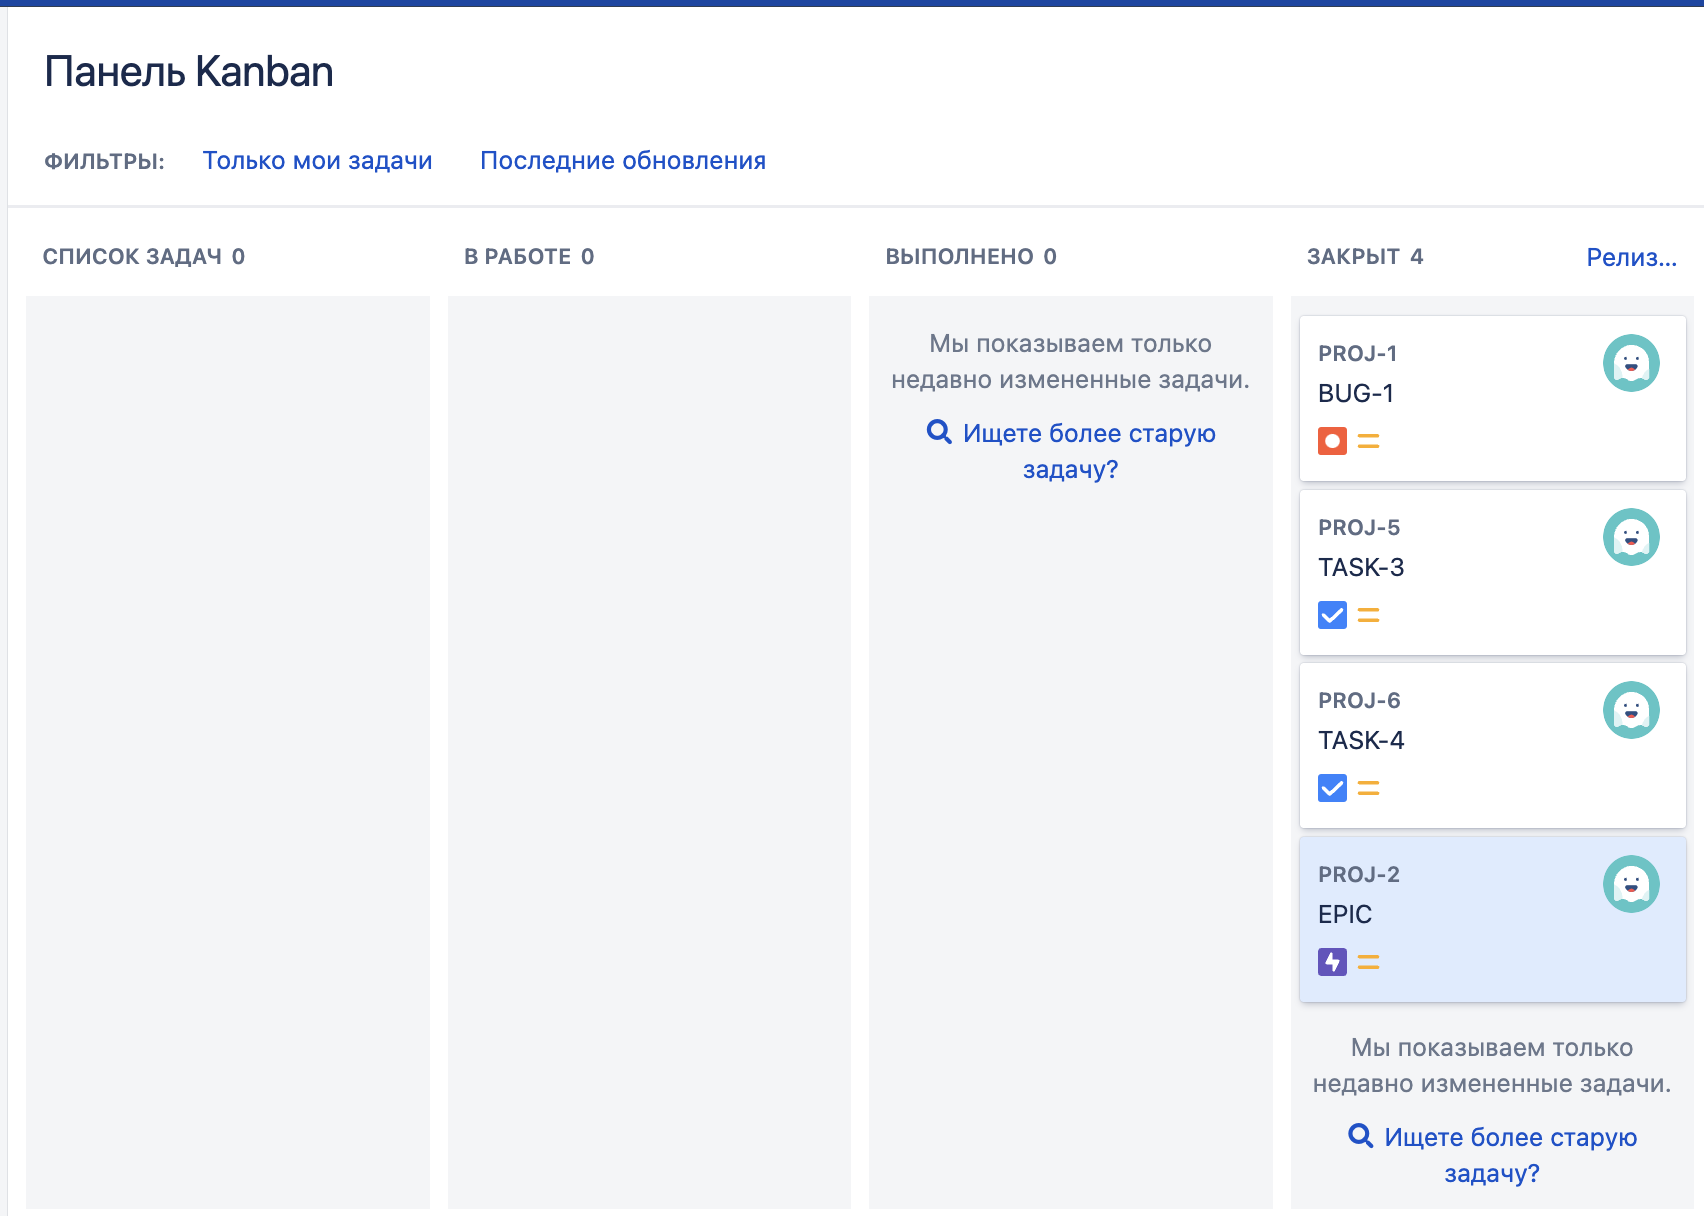 Панель Kanban
ФИЛЬТРЫ: Только мои задачи Последние обновления
СПИСОК ЗАДАЧ 0
В РАБОТЕ 0
ВЫПОЛНЕНО 0
Мы показываем только
недавно измененные задачи.
Ищете более старую
задачу?
ЗАКРЫТ 4 Релиз...
PROJ-1
BUG-1
PROJ-5
TASK-3
PROJ-6
TASK-4
PROJ-2
EPIC
Мы показываем только
недавно измененные задачи.
Ищете более старую
задачу?